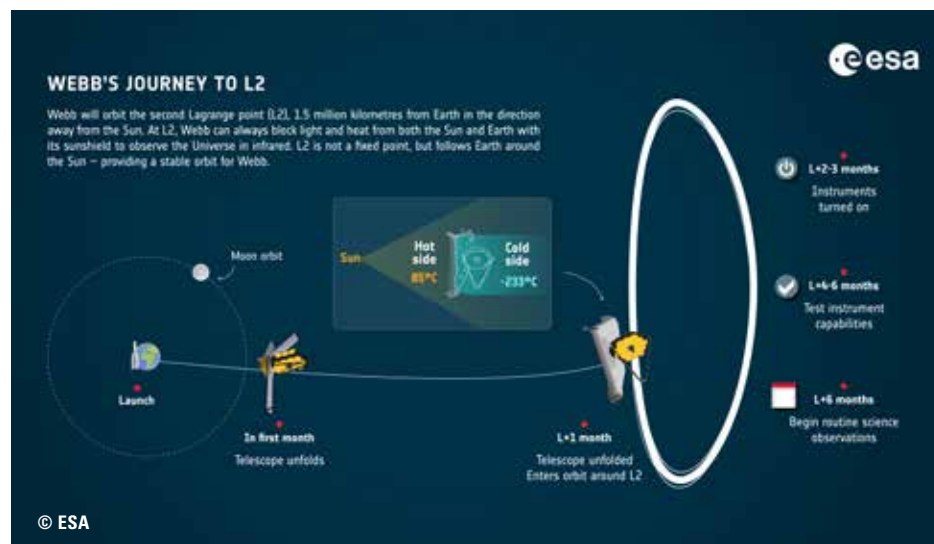 esa
WEBB'S JOURNEY TO L2
Webb will orbit the second Lagrange point (L2), 1.5 million kilometres from Earth in the direction
away from the Sun. At L2, Webb can always block light and heat from both the Sun and Earth with
its sunshield to observe the Universe in infrared. L2 is not a fixed point, but follows Earth around
the Sun – providing a stable orbit for Webb.
Moon orbit
Sun
Hot
side
85°C
Cold
side
-233°C
Launch
In first month
Telescope unfolds
L+1 month
Telescope unfolded
Enters orbit around L2
L+2-3 months
Instruments
turned on
L+4-6 months
Test instrument
capabilities
L+6 months
Begin routine science
observations
© ESA